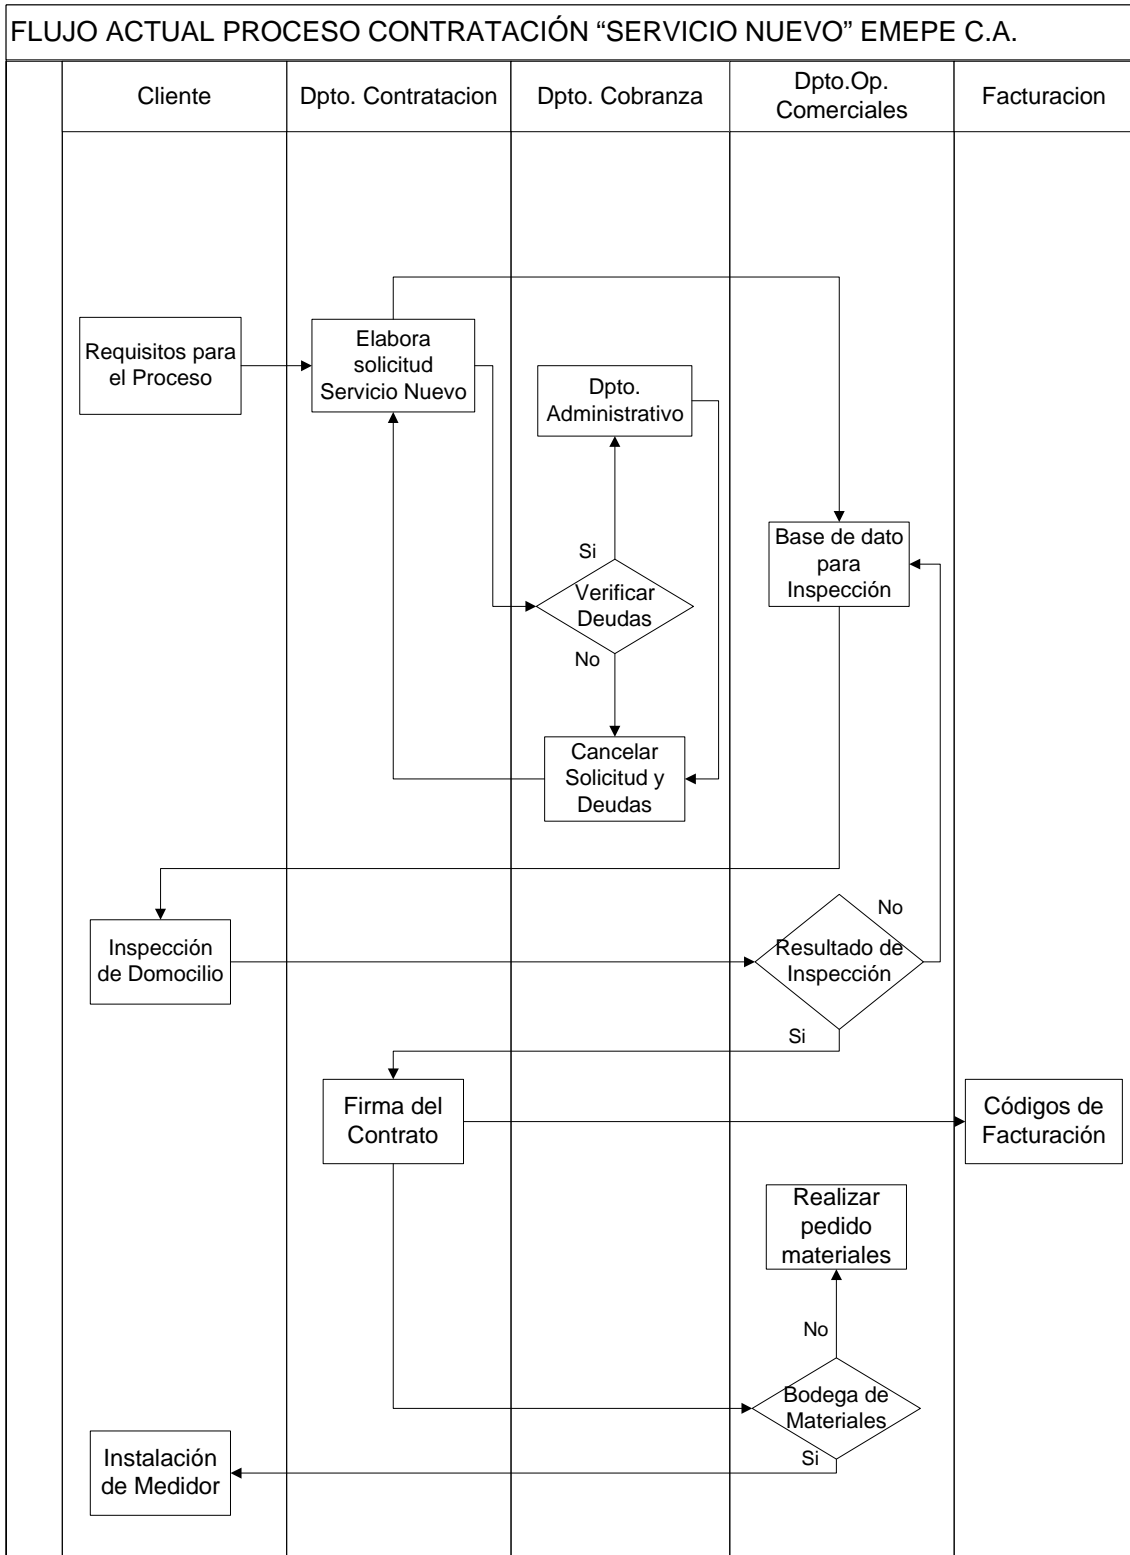 FLUJO ACTUAL PROCESO CONTRATACIÓN “SERVICIO NUEVO” EMEPE C.A.
Cliente
Dpto. Contratacion
Dpto. Cobranza
Dpto.Op.
Comerciales
Facturacion
Requisitos para
el Proceso
Elabora
solicitud
Servicio Nuevo
Dpto.
Administrativo
Base de dato
para
Inspección
Si
Verificar
Deudas
No
Cancelar
Solicitud y
Deudas
Inspección
de Domocilio
No
Resultado de
Inspección
Si
Firma del
Contrato
Códigos de
Facturación
Realizar
pedido
materiales
No
Bodega de
Materiales
Si
Instalación
de Medidor